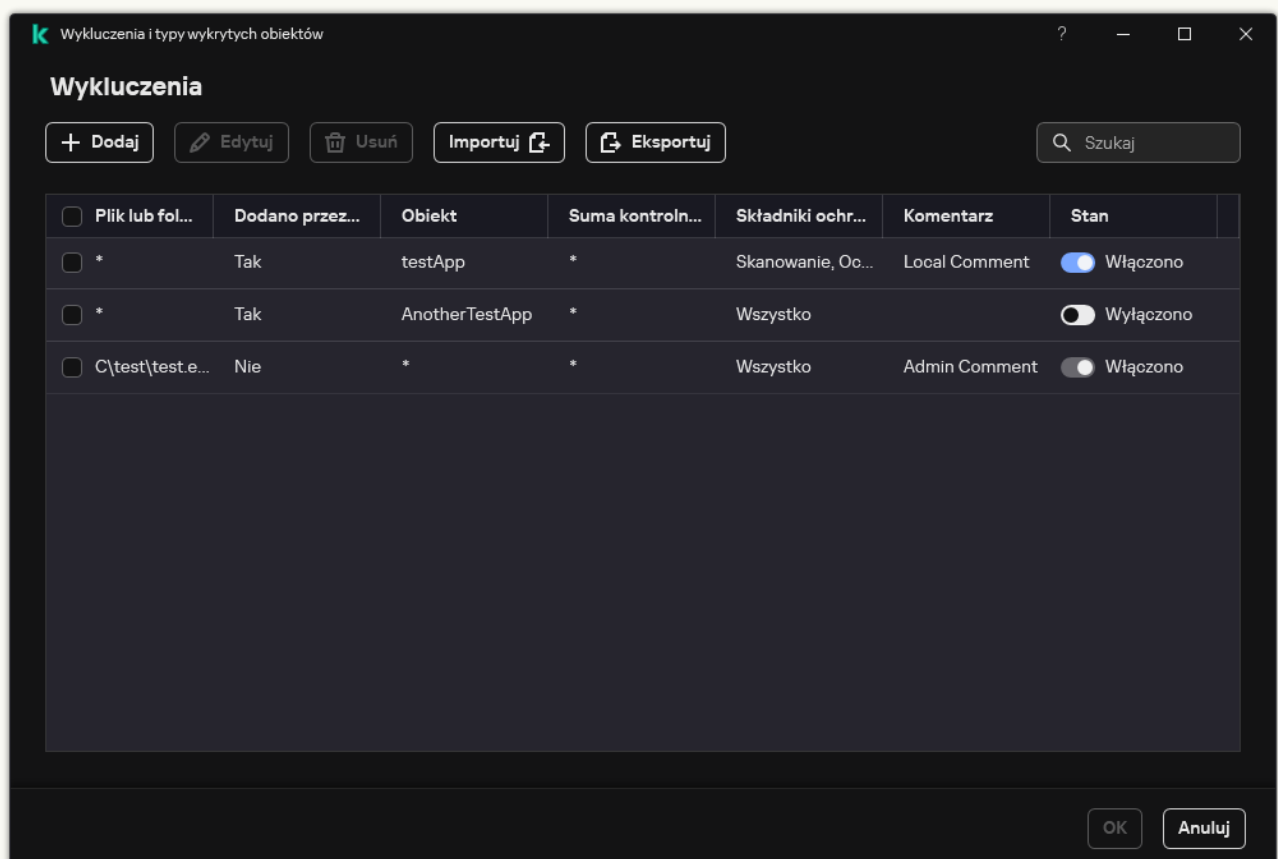 Wykluczenia i typy wykrytych obiektów ?
Wykluczenia
Dodaj Edytuj Usuń Importuj Eksportuj Szukaj
Plik lub fol... Dodano przez... Obiekt Suma kontroln... Składniki ochr... Komentarz Stan
* Tak testApp * Skanowanie, Oc... Local Comment Włączono
* Tak AnotherTestApp * Wszystko Wyłączono
C\test\test.e... Nie * * Wszystko Admin Comment Włączono
OK Anuluj